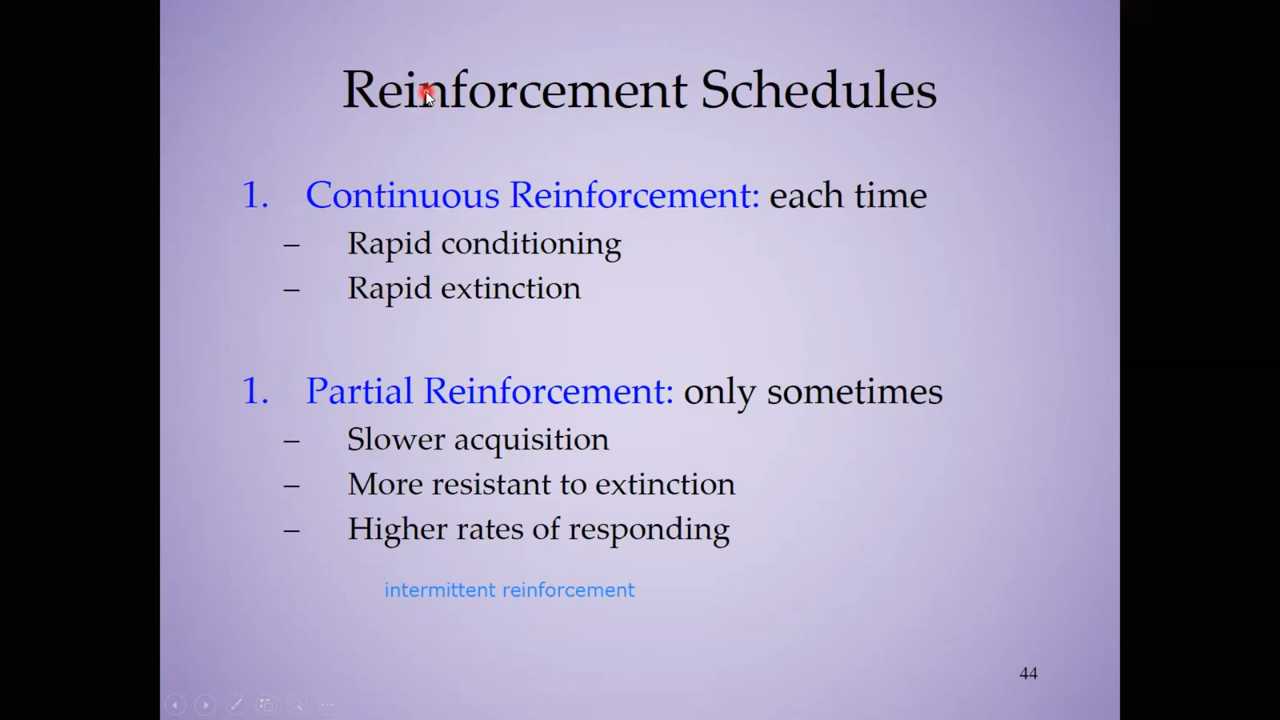 Reinforcement Schedules
1. Continuous Reinforcement: each time
– Rapid conditioning
– Rapid extinction
1. Partial Reinforcement: only sometimes
– Slower acquisition
– More resistant to extinction
– Higher rates of responding
intermittent reinforcement
44